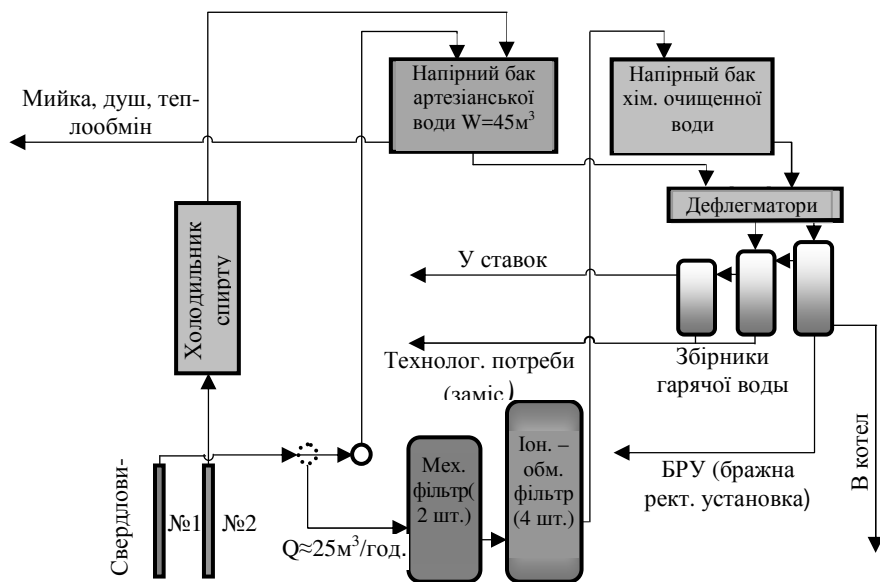 Напірний бак
артезіанської
води W=45м³
Напірный бак
хім. очищенної
води
Мийка, душ, теп-
лообмін
Дефлегматори
Холодильник
спирту
У ставок
Технолог. потреби
(заміс)
Збірники
гарячої воды
Іон. –
обм.
фільтр
(4 шт.)
Мех.
фільтр(
2 шт.)
БРУ (бражна
рект. установка)
В котел
Свердлови-
№1
№2
Q≈25м³/год.